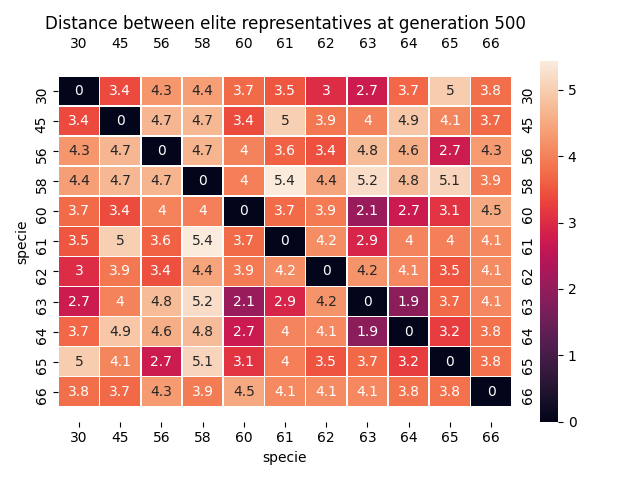 Distance between elite representatives at generation 500
30 45 56 58 60 61 62 63 64 65 66
30 0 3.4 4.3 4.4 3.7 3.5 3 2.7 3.7 5 3.8 30
45 3.4 0 4.7 4.7 3.4 5 3.9 4 4.9 4.1 3.7 45
56 4.3 4.7 0 4.7 4 3.6 3.4 4.8 4.6 2.7 4.3 56
58 4.4 4.7 4.7 0 4 5.4 4.4 5.2 4.8 5.1 3.9 58
60 3.7 3.4 4 4 0 3.7 3.9 2.1 2.7 3.1 4.5 60
61 3.5 5 3.6 5.4 3.7 0 4.2 2.9 4 4 4.1 61
62 3 3.9 3.4 4.4 3.9 4.2 0 4.2 4.1 3.5 4.1 62
63 2.7 4 4.8 5.2 2.1 2.9 4.2 0 1.9 3.7 4.1 63
64 3.7 4.9 4.6 4.8 2.7 4 4.1 1.9 0 3.2 3.8 64
65 5 4.1 2.7 5.1 3.1 4 3.5 3.7 3.2 0 3.8 65
66 3.8 3.7 4.3 3.9 4.5 4.1 4.1 4.1 3.8 3.8 0 66
30 45 56 58 60 61 62 63 64 65 66
specie
specie
5
4
3
2
1
0